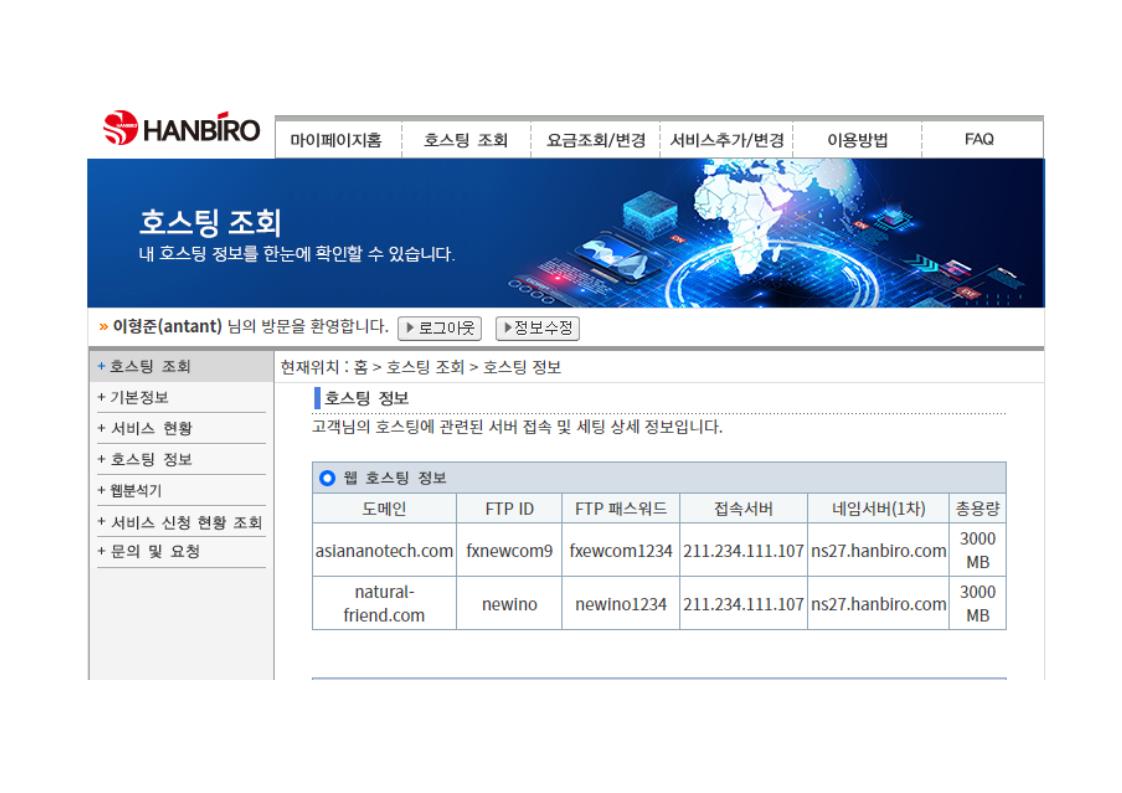 HANBIRO
마이페이지홈 호스팅 조회 요금조회/변경 서비스추가/변경 이용방법 FAQ
호스팅 조회
내 호스팅 정보를 한눈에 확인할 수 있습니다.
» 이형준(antant) 님의 방문을 환영합니다. 로그아웃 정보수정
+ 호스팅 조회
+ 기본정보
+ 서비스 현황
+ 호스팅 정보
+ 웹분석기
+ 서비스 신청 현황 조회
+ 문의 및 요청
현재위치 : 홈 > 호스팅 조회 > 호스팅 정보
호스팅 정보
고객님의 호스팅에 관련된 서버 접속 및 세팅 상세 정보입니다.
웹 호스팅 정보
도메인 FTP ID FTP 패스워드 접속서버 네임서버(1차) 총용량
asiananotech.com fxnewcom9 fxewcom1234 211.234.111.107 ns27.hanbiro.com 3000
MB
natural-
friend.com newino newino1234 211.234.111.107 ns27.hanbiro.com 3000
MB